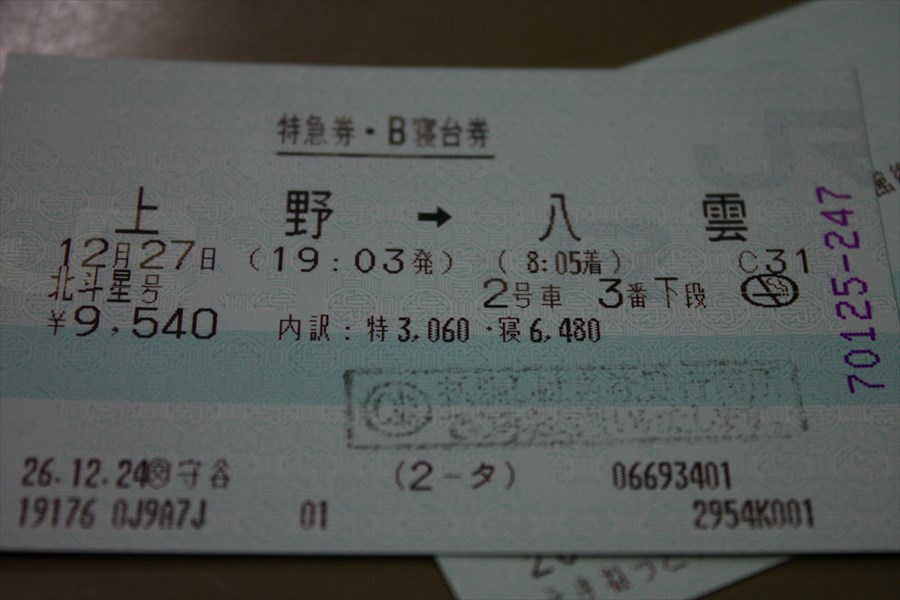 特急券・B寝台券
上野 → 八雲
12月27日 (19:03発) ( 8:05着) C31
北斗星号 2号車 3番下段
¥9,540 内訳:特3,060・寝6,480
26.12.24 守谷 (2-タ) 06693401
19176 0J9A7J 01 2954K001
70125-247